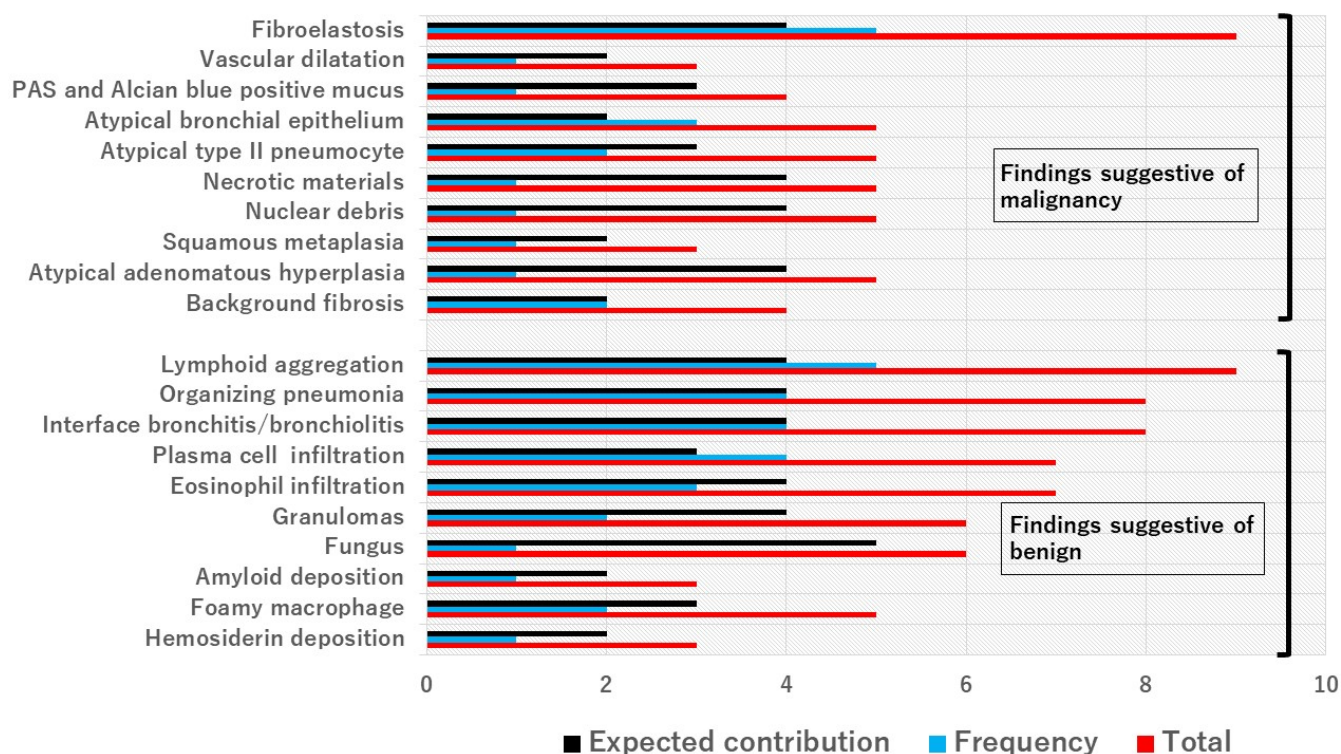 Fibroelastosis
Vascular dilatation
PAS and Alcian blue positive mucus
Atypical bronchial epithelium
Atypical type II pneumocyte
Necrotic materials
Nuclear debris
Squamous metaplasia
Atypical adenomatous hyperplasia
Background fibrosis
Findings suggestive of
malignancy
Lymphoid aggregation
Organizing pneumonia
Interface bronchitis/bronchiolitis
Plasma cell infiltration
Eosinophil infiltration
Granulomas
Fungus
Amyloid deposition
Foamy macrophage
Hemosiderin deposition
Findings suggestive of
benign
0 2 4 6 8 10
Expected contribution Frequency Total